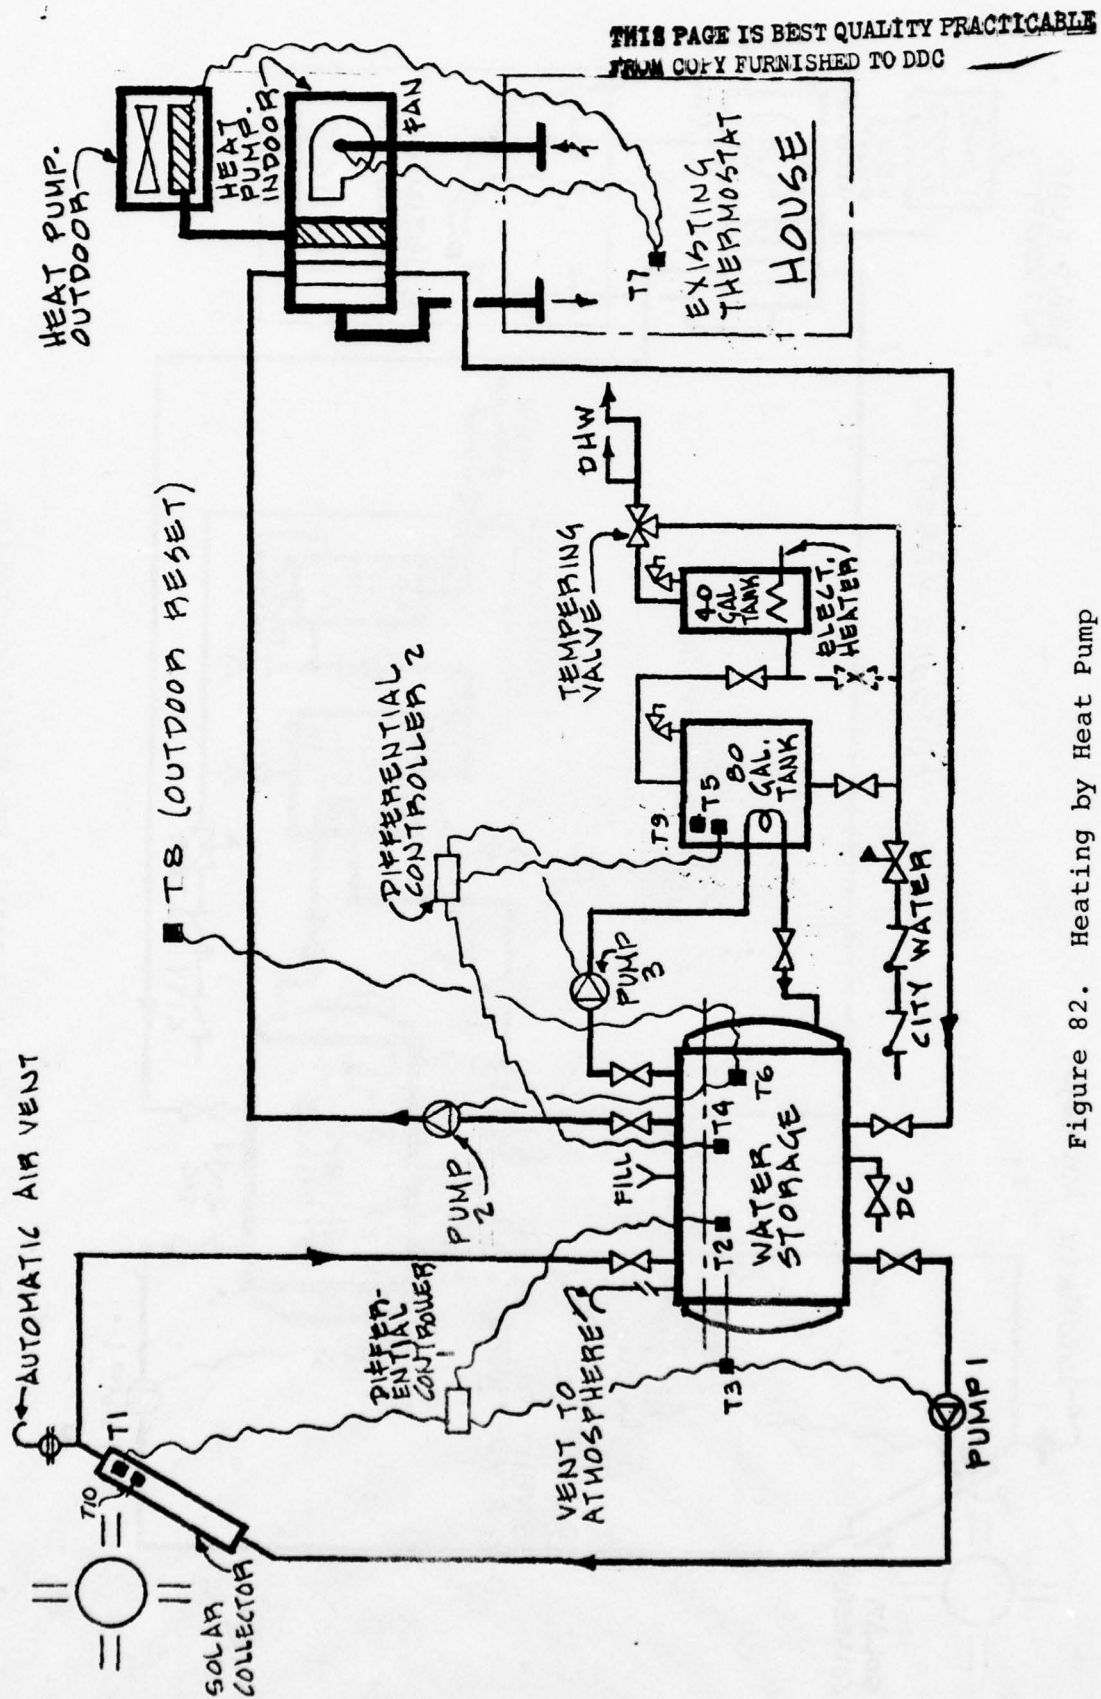 THIS PAGE IS BEST QUALITY PRACTICABLE
FROM COPY FURNISHED TO DDC
AUTOMATIC AIR VENT
T1
T10
SOLAR
COLLECTOR
DIFFER-
ENTIAL
CONTROLLER
VENT TO
ATMOSPHERE
T3
PUMP 1
PUMP
2
FILL
T2
T4
T6
WATER
STORAGE
DC
T8 (OUTDOOR RESET)
DIFFERENTIAL
CONTROLLER 2
PUMP
3
T9
T5
80
GAL.
TANK
CITY WATER
TEMPERING
VALVE
40
GAL
TANK
ELECT.
HEATER
DHW
HEAT PUMP.
OUTDOOR
HEAT
PUMP.
INDOOR
FAN
T7
EXISTING
THERMOSTAT
HOUSE
Figure 82. Heating by Heat Pump